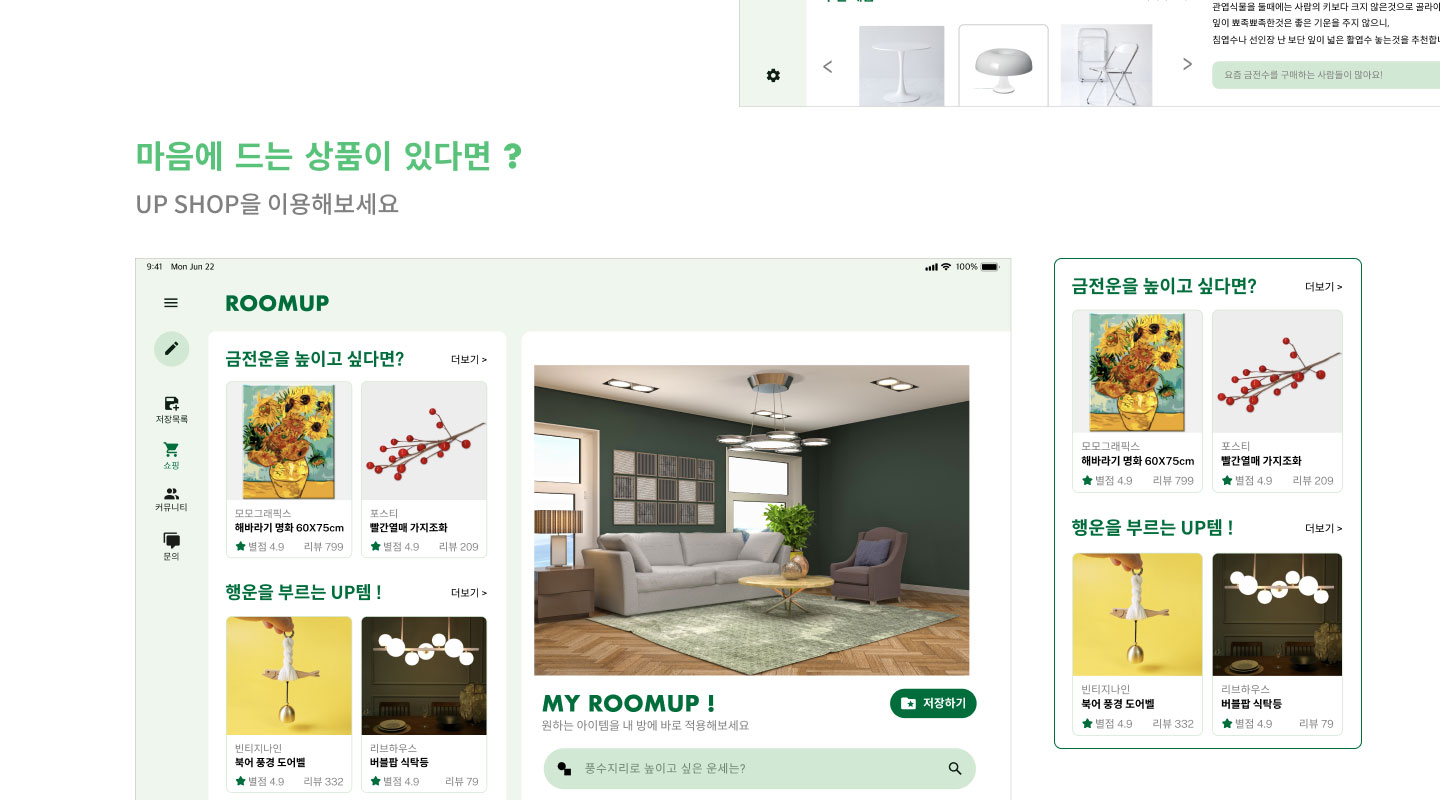 관엽식물을 둘때에는 사람의 키보다 크지 않은것으로 골라야
잎이 뾰족뾰족한것은 좋은 기운을 주지 않으니,
침엽수나 선인장 난 보단 잎이 넓은 활엽수 놓는것을 추천합니
<
>
요즘 금전수를 구매하는 사람들이 많아요!
마음에 드는 상품이 있다면 ?
UP SHOP을 이용해보세요
9:41 Mon Jun 22
100%
ROOMUP
저장목록
쇼핑
커뮤니티
문의
금전운을 높이고 싶다면?
더보기 >
모모그래픽스
해바라기 명화 60X75cm
별점 4.9 리뷰 799
포스티
빨간열매 가지조화
별점 4.9 리뷰 209
행운을 부르는 UP템 !
더보기 >
빈티지나인
북어 풍경 도어벨
별점 4.9 리뷰 332
리브하우스
버블팝 식탁등
별점 4.9 리뷰 79
MY ROOMUP !
원하는 아이템을 내 방에 바로 적용해보세요
저장하기
풍수지리로 높이고 싶은 운세는?
금전운을 높이고 싶다면?
더보기 >
모모그래픽스
해바라기 명화 60X75cm
별점 4.9 리뷰 799
포스티
빨간열매 가지조화
별점 4.9 리뷰 209
행운을 부르는 UP템 !
더보기 >
빈티지나인
북어 풍경 도어벨
별점 4.9 리뷰 332
리브하우스
버블팝 식탁등
별점 4.9 리뷰 79